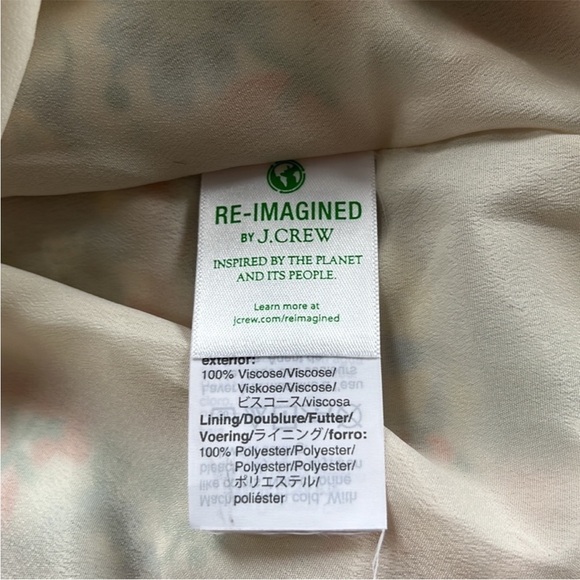 RE-IMAGINED
BY J.CREW
INSPIRED BY THE PLANET
AND ITS PEOPLE.
Learn more at
jcrew.com/reimagined
exterior:
100% Viscose/Viscose/
Viskose/Viscose/
ビスコース/viscosa
Lining/Doublure/Futter/
Voering/ライニング/forro:
100% Polyester/Polyester/
Polyester/Polyester/
ポリエステル/
poliéster